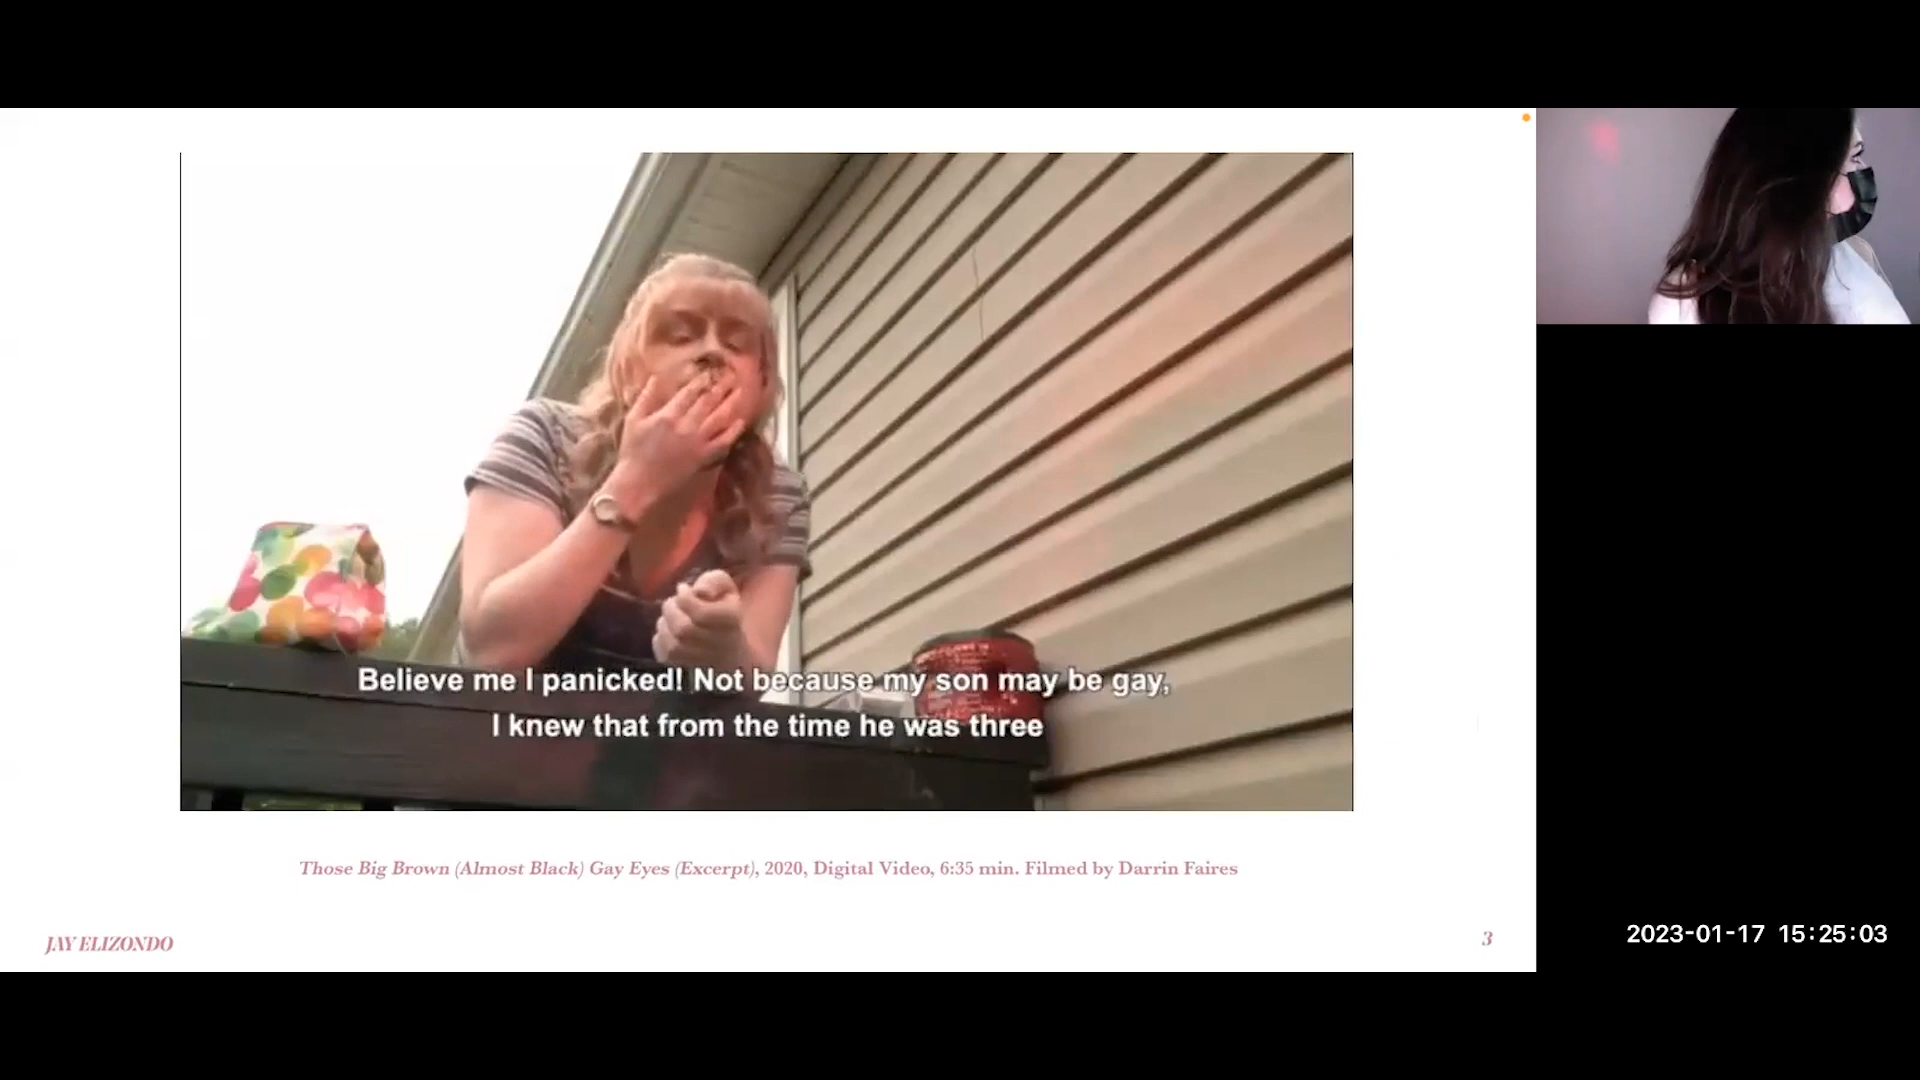 Believe me I panicked! Not because my son may be gay,
I knew that from the time he was three
Those Big Brown (Almost Black) Gay Eyes (Excerpt), 2020, Digital Video, 6:35 min. Filmed by Darrin Faires
JAY ELIZONDO
3
2023-01-17 15:25:03